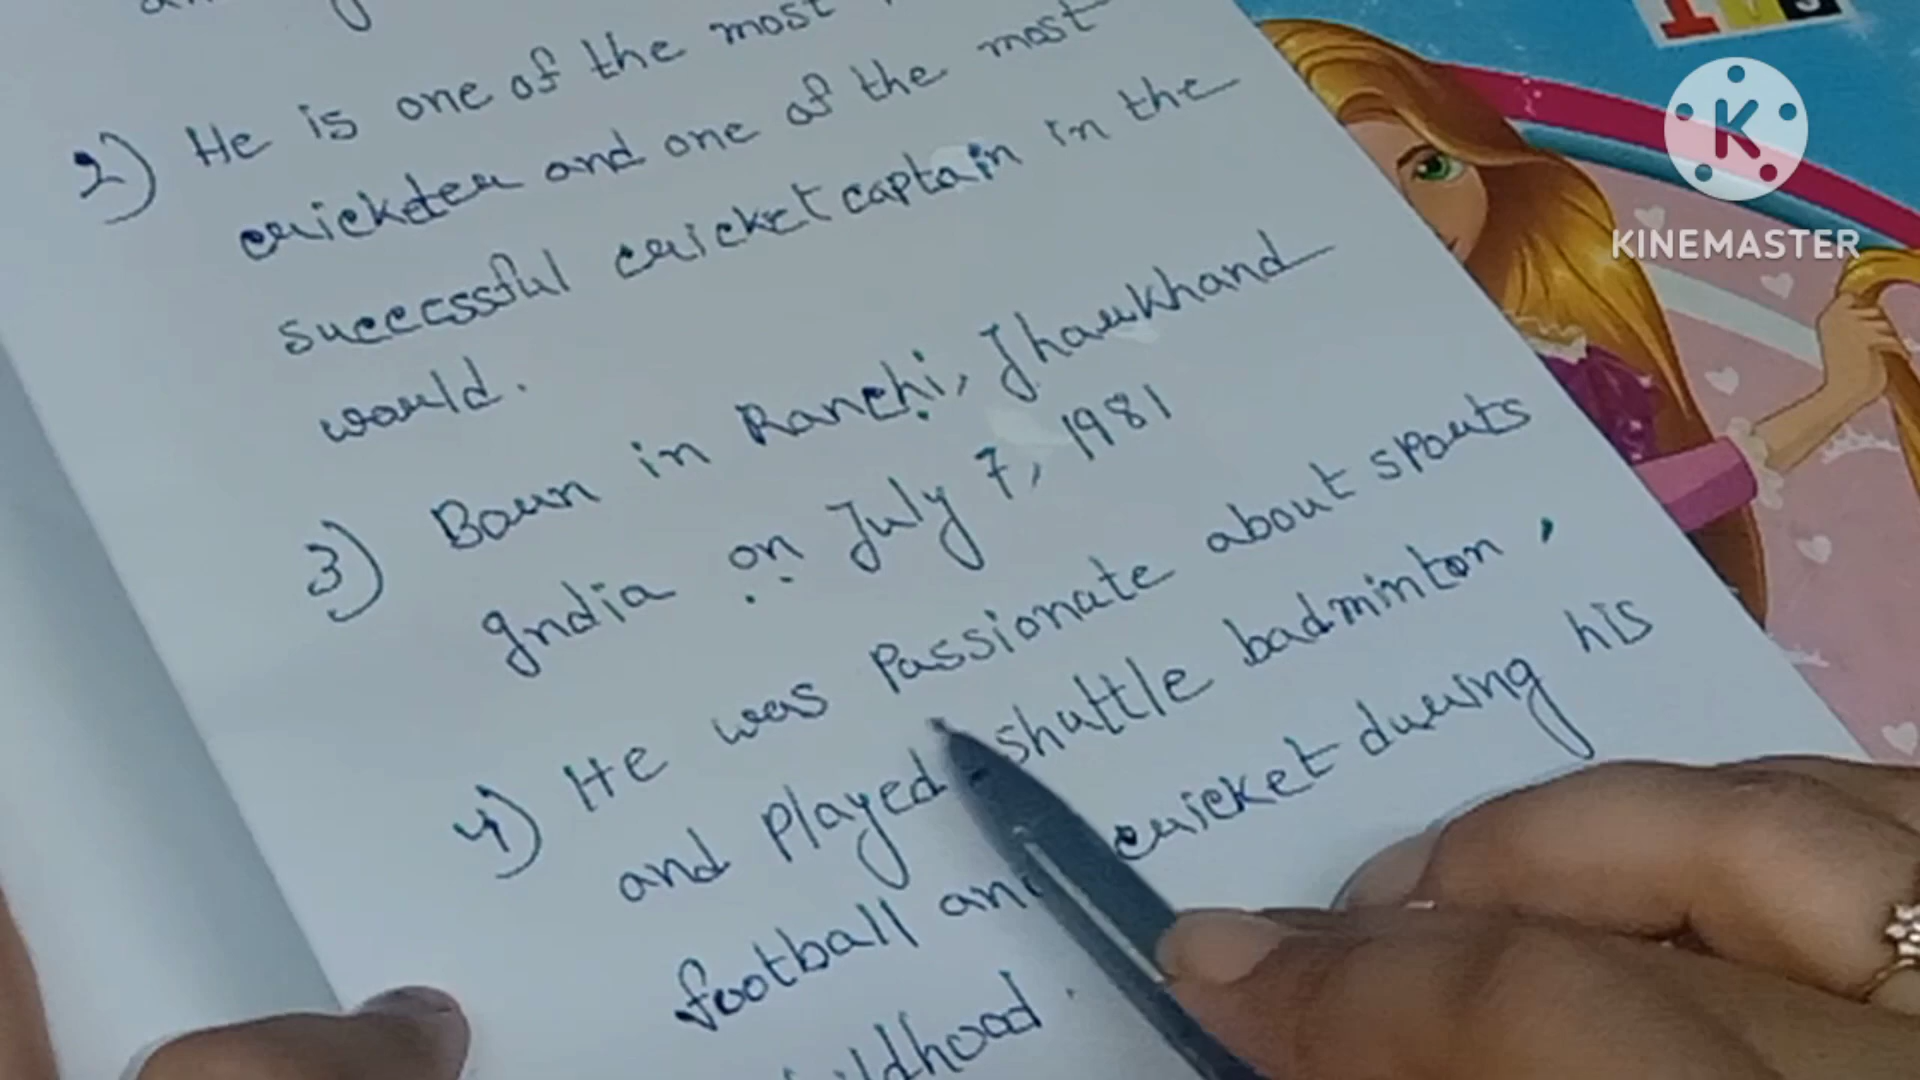 2) He is one of the most
cricketer and one of the most
successful cricket captain in the
world.
3) Born in Ranchi, Jharkhand
India on July 7, 1981
4) He was Passionate about sports
and Played shuttle badminton,
football and cricket during his
childhood.
KINEMASTER